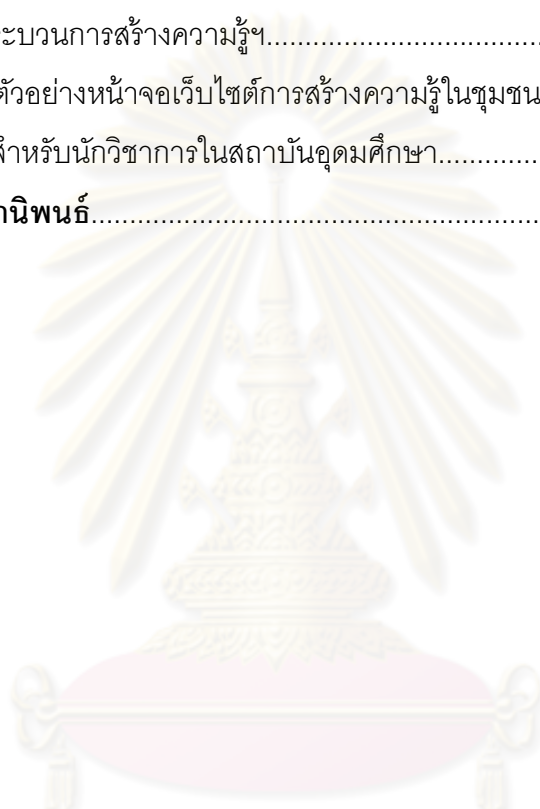 ะบวนการสร้างความรู้ฯ....................................
ตัวอย่างหน้าจอเว็บไซต์การสร้างความรู้ในชุมชน
สำหรับนักวิชาการในสถาบันอุดมศึกษา..............
านิพนธ์............................................................